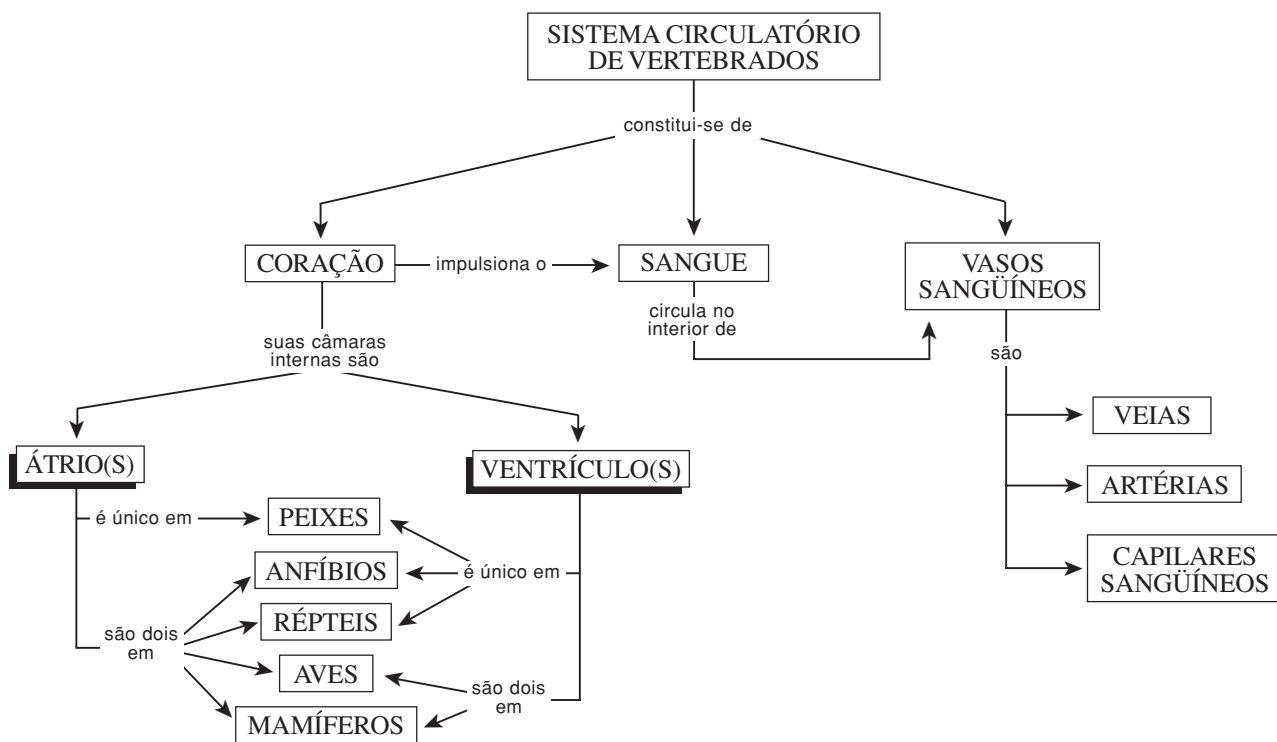 SISTEMA CIRCULATÓRIO
DE VERTEBRADOS
constitui-se de
CORAÇÃO
impulsiona o
SANGUE
VASOS
SANGÜÍNEOS
circula no
interior de
suas câmaras
internas são
são
VEIAS
ÁTRIO(S)
VENTRÍCULO(S)
ARTÉRIAS
é único em
PEIXES
CAPILARES
SANGÜÍNEOS
ANFÍBIOS
é único em
RÉPTEIS
são dois
em
AVES
são dois
em
MAMÍFEROS